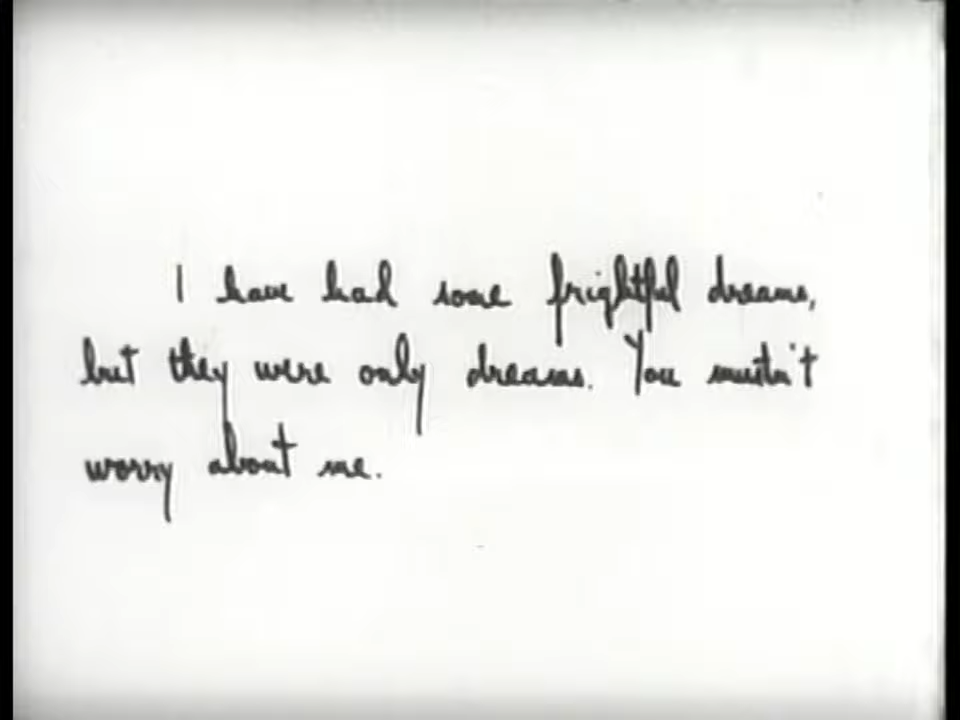 I have had some frightful dreams,
but they were only dreams. You mustn't
worry about me.